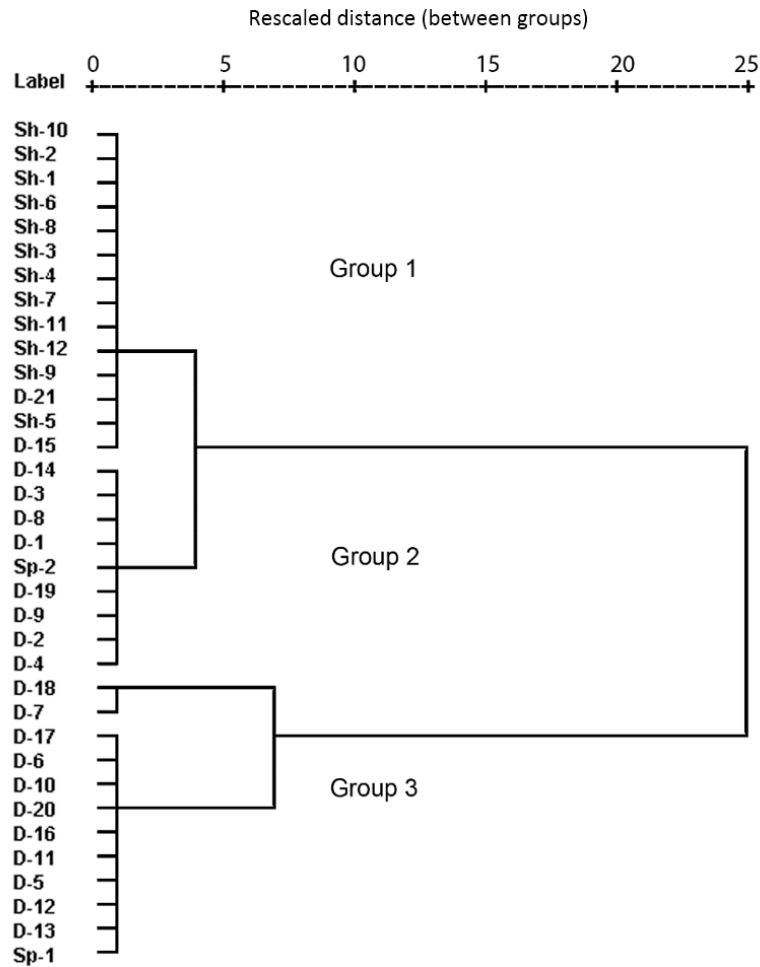 Rescaled distance (between groups)
0 5 10 15 20 25
Label
Sh-10
Sh-2
Sh-1
Sh-6
Sh-8
Sh-3
Group 1
Sh-4
Sh-7
Sh-11
Sh-12
Sh-9
D-21
Sh-5
D-15
D-14
D-3
D-8
D-1
Group 2
Sp-2
D-19
D-9
D-2
D-4
D-18
D-7
D-17
D-6
D-10
Group 3
D-20
D-16
D-11
D-5
D-12
D-13
Sp-1